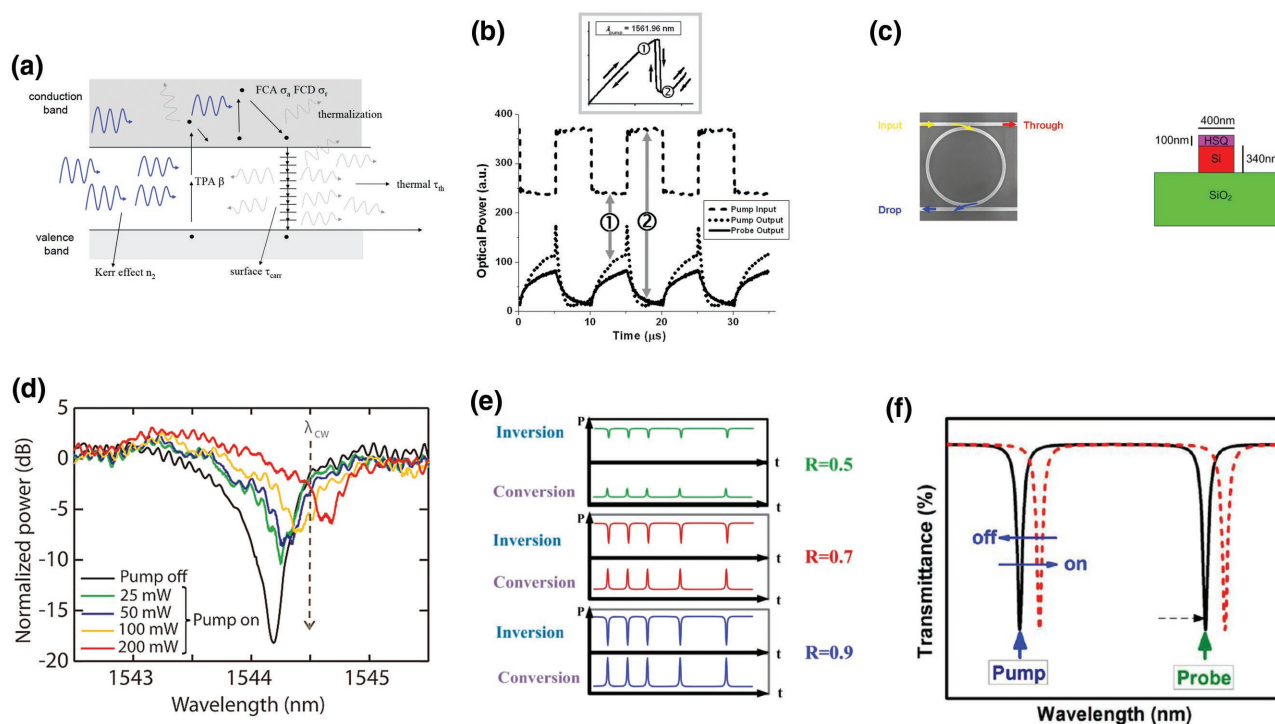 (a)
conduction
band
FCA σa FCD σr
thermalization
TPA β
thermal τth
valence
band
Kerr effect n2
surface τcarr
(b)
λpump = 1561.96 nm
①
②
Optical Power (a.u.)
400
300
200
100
0
①
②
Pump Input
Pump Output
Probe Output
0
10
20
30
Time (μs)
(c)
Input
Through
Drop
400nm
100nm
HSQ
Si
340nm
SiO2
(d)
Normalized power (dB)
5
0
-5
-10
-15
-20
λCW
Pump off
25 mW
50 mW
100 mW
200 mW
Pump on
1543
1544
1545
Wavelength (nm)
(e)
P
Inversion
t
R=0.5
Conversion
t
P
Inversion
t
R=0.7
Conversion
t
P
Inversion
t
R=0.9
Conversion
t
(f)
Transmittance (%)
off
on
Pump
Probe
Wavelength (nm)